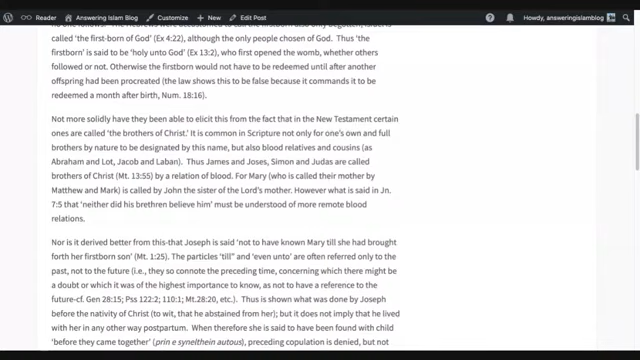 My Sites Answering Islam Blog Customize New Edit Post Howdy, answeringislamblog
called 'the first-born of God' (Ex 4:22), although the only people chosen of God. Thus 'the
firstborn' is said to be 'holy unto God' (Ex 13:2), who first opened the womb, whether others
followed or not. Otherwise the firstborn would not have to be redeemed until after another
offspring had been procreated (the law shows this to be false because it commands it to be
redeemed a month after birth, Num. 18:16).
Not more solidly have they been able to elicit this from the fact that in the New Testament certain
ones are called 'the brothers of Christ.' It is common in Scripture not only for one's own and full
brothers by nature to be designated by this name, but also blood relatives and cousins (as
Abraham and Lot, Jacob and Laban). Thus James and Joses, Simon and Judas are called
brothers of Christ (Mt. 13:55) by a relation of blood. For Mary (who is called their mother by
Matthew and Mark) is called by John the sister of the Lord's mother. However what is said in Jn.
7:5 that 'neither did his brethren believe him' must be understood of more remote blood
relations.
Nor is it derived better from this-that Joseph is said 'not to have known Mary till she had brought
forth her firstborn son' (Mt. 1:25). The particles 'till" and "even unto' are often referred only to the
past, not to the future (i.e., they so connote the preceding time, concerning which there might be
a doubt or which it was of the highest importance to know, as not to have a reference to the
future-cf. Gen 28:15; Pss 122:2; 110:1; Mt.28:20, etc.). Thus is shown what was done by Joseph
before the nativity of Christ (to wit, that he abstained from her); but it does not imply that he lived
with her in any other way postpartum. When therefore she is said to have been found with child
'before they came together' (prin e synelthein autous), preceding copulation is denied, but not